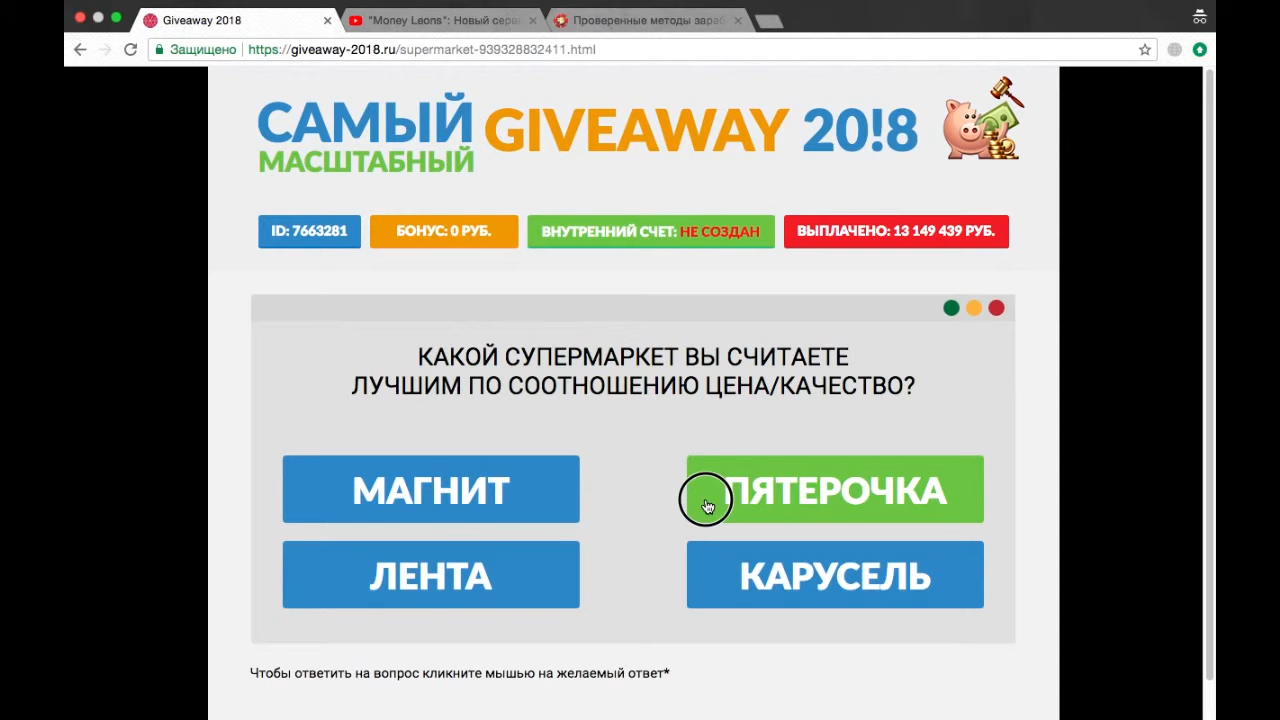 Giveaway 2018
"Money Leons": Новый серв
Проверенные методы зараб
Защищено https://giveaway-2018.ru/supermarket-939328832411.html
САМЫЙ
МАСШТАБНЫЙ
GIVEAWAY 20!8
ID: 7663281
БОНУС: 0 РУБ.
ВНУТРЕННИЙ СЧЕТ: НЕ СОЗДАН
ВЫПЛАЧЕНО: 13 149 439 РУБ.
КАКОЙ СУПЕРМАРКЕТ ВЫ СЧИТАЕТЕ
ЛУЧШИМ ПО СООТНОШЕНИЮ ЦЕНА/КАЧЕСТВО?
МАГНИТ
ПЯТЕРОЧКА
ЛЕНТА
КАРУСЕЛЬ
Чтобы ответить на вопрос кликните мышью на желаемый ответ*